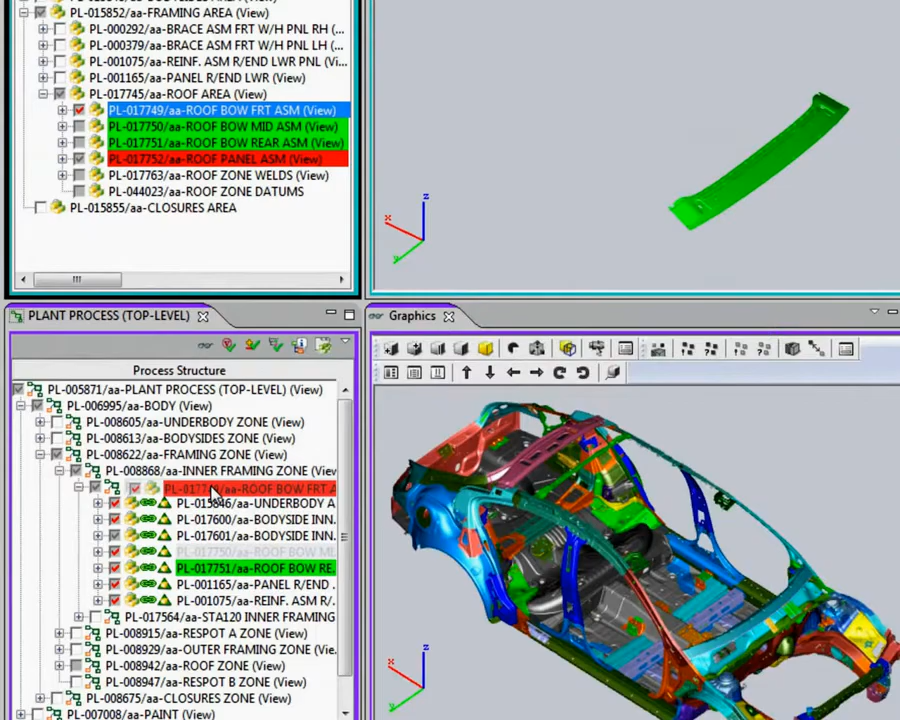 PL-015852/aa-FRAMING AREA (View)
PL-000292/aa-BRACE ASM FRT W/H PNL RH (...
PL-000379/aa-BRACE ASM FRT W/H PNL LH (...
PL-001075/aa-REINF. ASM R/END LWR PNL (Vi...
PL-001165/aa-PANEL R/END LWR (View)
PL-017745/aa-ROOF AREA (View)
PL-017749/aa-ROOF BOW FRT ASM (View)
PL-017750/aa-ROOF BOW MID ASM (View)
PL-017751/aa-ROOF BOW REAR ASM (View)
PL-017752/aa-ROOF PANEL ASM (View)
PL-017763/aa-ROOF ZONE WELDS (View)
PL-044023/aa-ROOF ZONE DATUMS
PL-015855/aa-CLOSURES AREA
z
x
y
PLANT PROCESS (TOP-LEVEL)
Graphics
Process Structure
PL-005871/aa-PLANT PROCESS (TOP-LEVEL) (View)
PL-006995/aa-BODY (View)
PL-008605/aa-UNDERBODY ZONE (View)
PL-008613/aa-BODYSIDES ZONE (View)
PL-008622/aa-FRAMING ZONE (View)
PL-008868/aa-INNER FRAMING ZONE (View
/aa-ROOF BOW FRT A
/aa-UNDERBODY A
PL-017600/aa-BODYSIDE INN.
PL-017601/aa-BODYSIDE INN.
PL-017750/aa-ROOF BOW MI.
PL-017751/aa-ROOF BOW RE.
PL-001165/aa-PANEL R/END .
PL-001075/aa-REINF. ASM R/.
PL-017564/aa-STA120 INNER FRAMING
PL-008915/aa-RESPOT A ZONE (View)
PL-008929/aa-OUTER FRAMING ZONE (View)
PL-008942/aa-ROOF ZONE (View)
PL-008947/aa-RESPOT B ZONE (View)
PL-008675/aa-CLOSURES ZONE (View)
PL-007008/aa-PAINT (View)
z
x
y